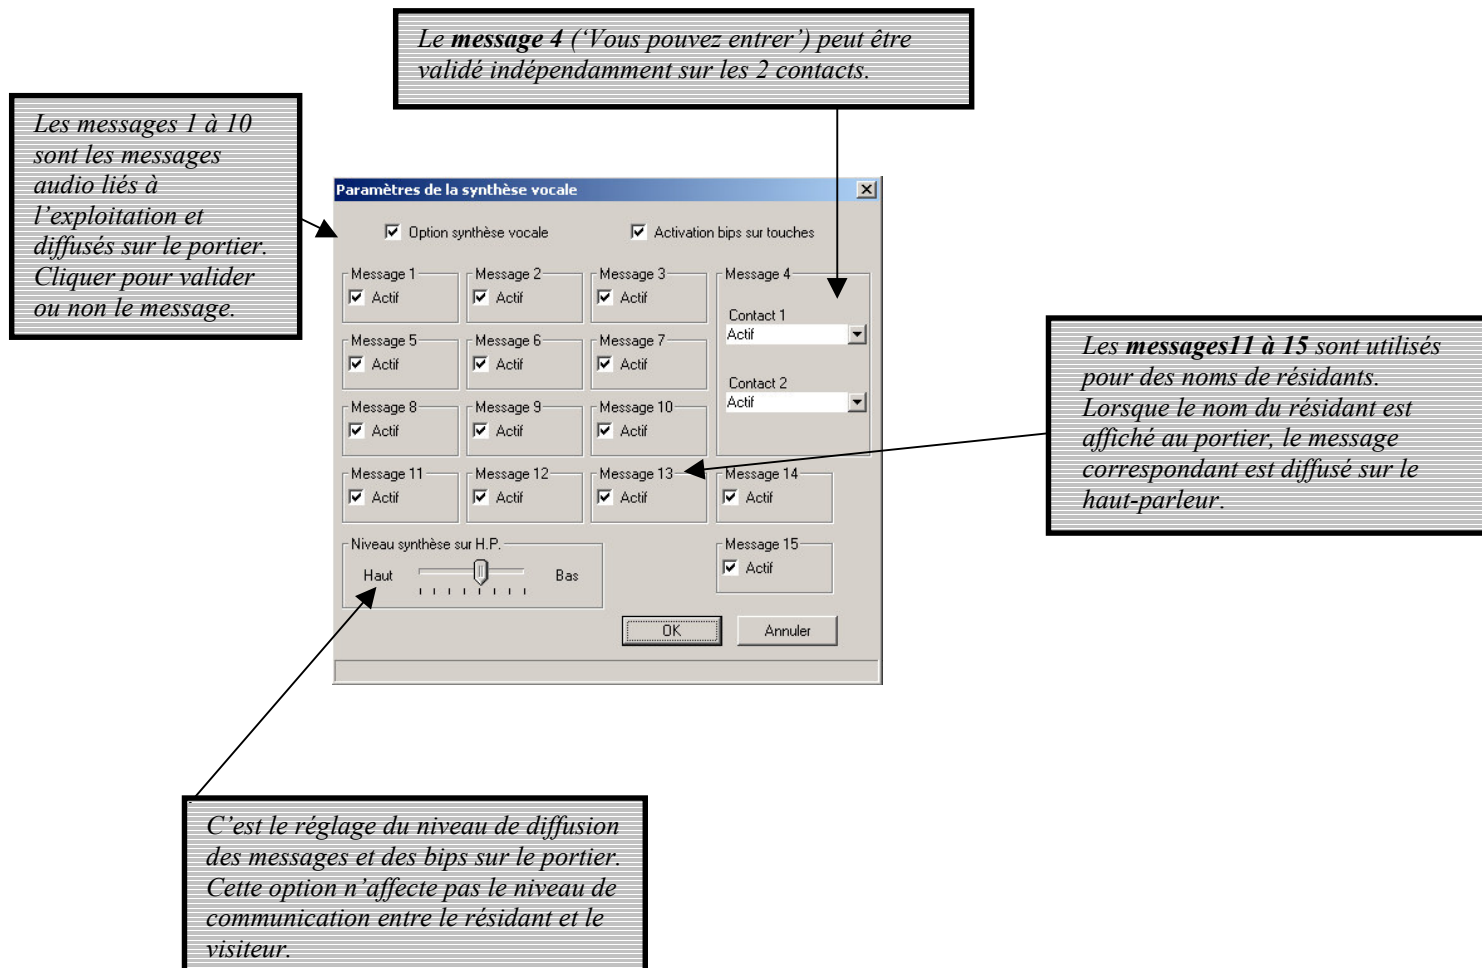 Le message 4 (‘Vous pouvez entrer’) peut être
validé indépendamment sur les 2 contacts.
Les messages 1 à 10
sont les messages
audio liés à
l’exploitation et
diffusés sur le portier.
Cliquer pour valider
ou non le message.
Paramètres de la synthèse vocale
Option synthèse vocale
Activation bips sur touches
Message 1
Message 2
Message 3
Message 4
Actif
Actif
Actif
Contact 1
Actif
Message 5
Message 6
Message 7
Actif
Actif
Actif
Contact 2
Actif
Message 8
Message 9
Message 10
Actif
Actif
Actif
Message 11
Message 12
Message 13
Message 14
Actif
Actif
Actif
Actif
Niveau synthèse sur H.P.
Message 15
Haut
Bas
Actif
OK
Annuler
Les messages11 à 15 sont utilisés
pour des noms de résidants.
Lorsque le nom du résidant est
affiché au portier, le message
correspondant est diffusé sur le
haut-parleur.
C’est le réglage du niveau de diffusion
des messages et des bips sur le portier.
Cette option n’affecte pas le niveau de
communication entre le résidant et le
visiteur.